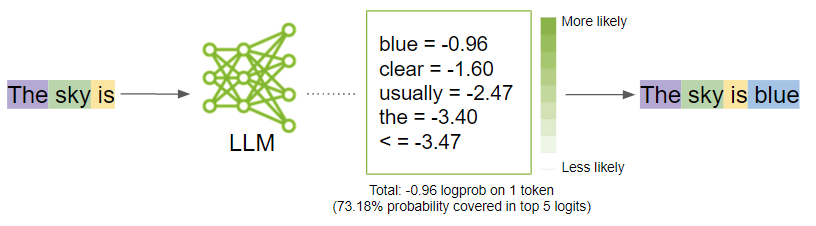 The sky is
LLM
blue = -0.96
clear = -1.60
usually = -2.47
the = -3.40
< = -3.47
More likely
Less likely
Total: -0.96 logprob on 1 token
(73.18% probability covered in top 5 logits)
The sky is blue